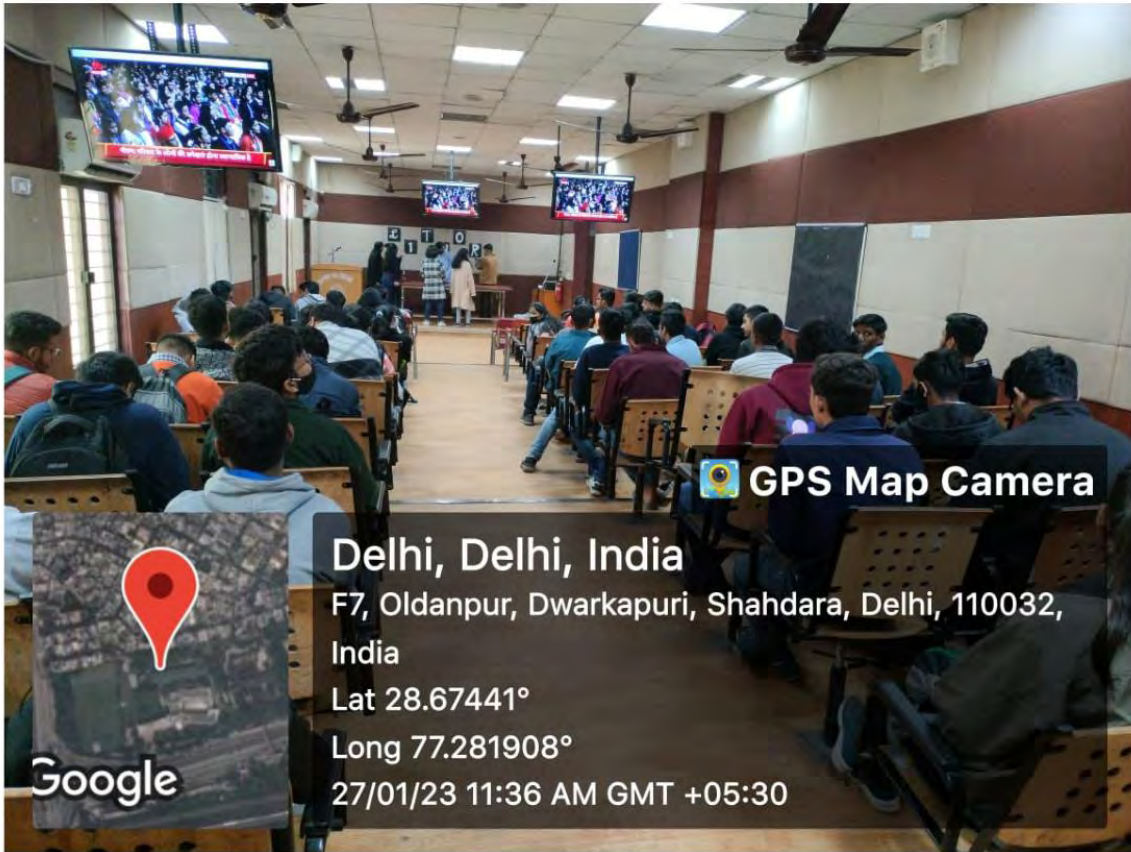 परिवार के लोगों की होना स्वाभाविक है
GPS Map Camera
Delhi, Delhi, India
F7, Oldanpur, Dwarkapuri, Shahdara, Delhi, 110032,
India
Lat 28.67441°
Long 77.281908°
27/01/23 11:36 AM GMT +05:30
Google